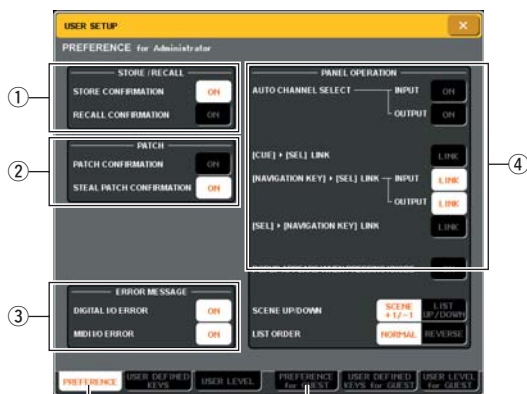 USER SETUP
PREFERENCE for Administrator
① STORE / RECALL
STORE CONFIRMATION ON
RECALL CONFIRMATION ON
② PATCH
PATCH CONFIRMATION ON
STEAL PATCH CONFIRMATION ON
③ ERROR MESSAGE
DIGITAL I/O ERROR ON
MIDI I/O ERROR ON
④ PANEL OPERATION
AUTO CHANNEL SELECT INPUT ON
OUTPUT ON
[CUE] ▸ [SEL] LINK LINK
[NAVIGATION KEY] ▸ [SEL] LINK INPUT LINK
OUTPUT LINK
[SEL] ▸ [NAVIGATION KEY] LINK LINK
SCENE UP/DOWN SCENE +1/−1 LIST UP/DOWN
LIST ORDER NORMAL REVERSE
PREFERENCE
USER DEFINED KEYS
USER LEVEL
PREFERENCE for GUEST
USER DEFINED KEYS for GUEST
USER LEVEL for GUEST